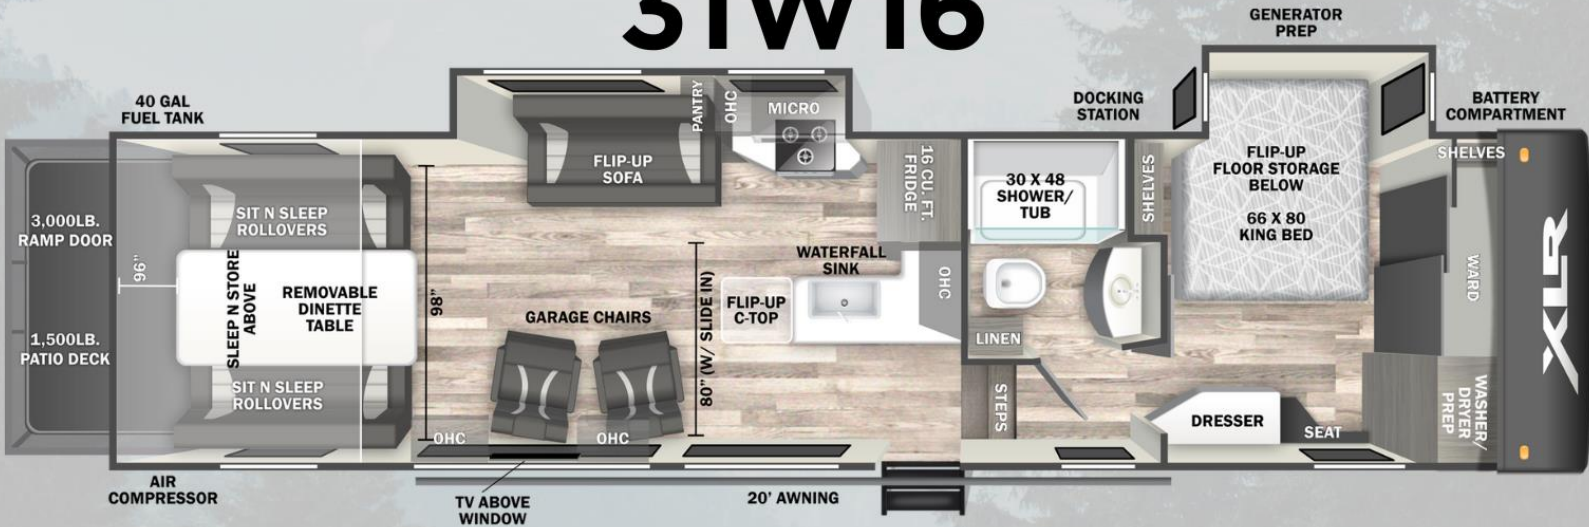 31W16
GENERATOR
PREP
40 GAL
FUEL TANK
DOCKING
STATION
BATTERY
COMPARTMENT
PANTRY
OHC
MICRO
SHELVES
FLIP-UP
SOFA
16 CU. FT.
FRIDGE
30 X 48
SHOWER/
TUB
SHELVES
FLIP-UP
FLOOR STORAGE
BELOW
66 X 80
KING BED
3,000LB.
RAMP DOOR
SIT N SLEEP
ROLLOVERS
96"
SLEEP N STORE
ABOVE
REMOVABLE
DINETTE
TABLE
98"
WATERFALL
SINK
OHC
WARD
XLR
FLIP-UP
C-TOP
80" (W/ SLIDE IN)
GARAGE CHAIRS
1,500LB.
PATIO DECK
LINEN
SIT N SLEEP
ROLLOVERS
STEPS
DRESSER
SEAT
WASHER/
DRYER
PREP
OHC
OHC
AIR
COMPRESSOR
TV ABOVE
WINDOW
20' AWNING